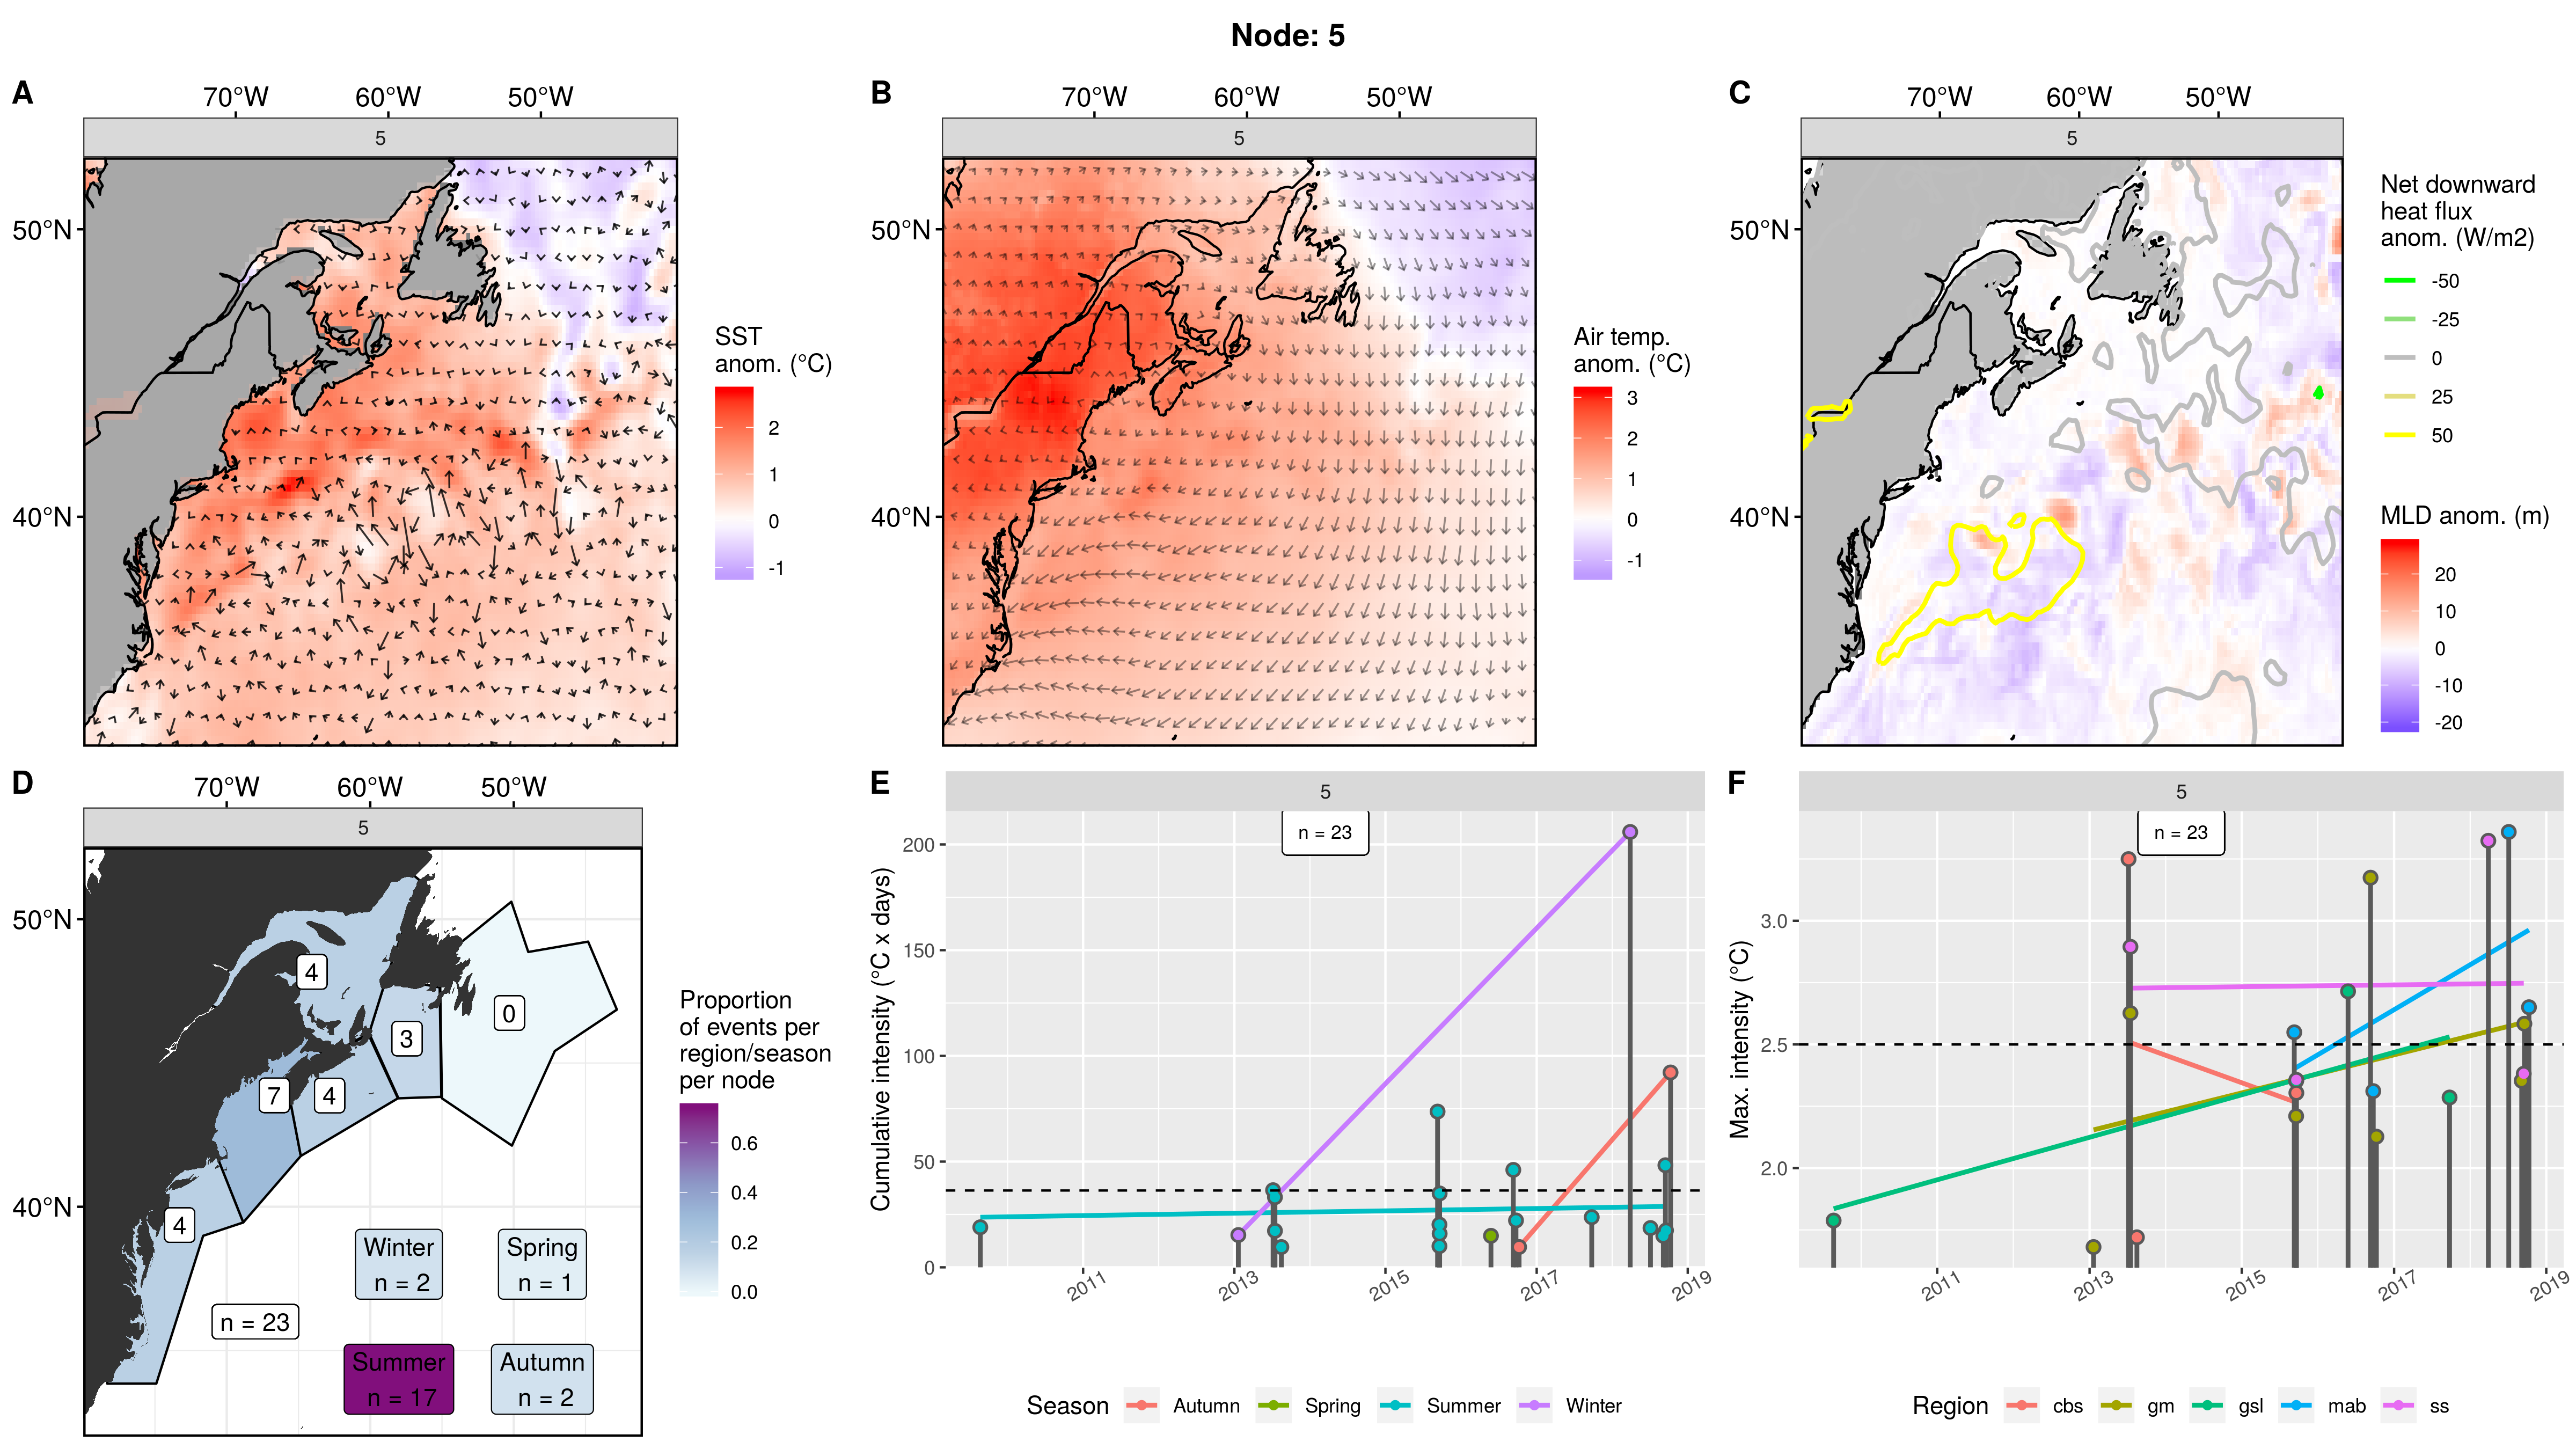 Node: 5
A
70°W 60°W 50°W
5
50°N
40°N
SST
anom. (°C)
2
1
0
-1
B
70°W 60°W 50°W
5
50°N
40°N
Air temp.
anom. (°C)
3
2
1
0
-1
C
70°W 60°W 50°W
5
50°N
40°N
Net downward
heat flux
anom. (W/m2)
-50
-25
0
25
50
MLD anom. (m)
20
10
0
-10
-20
D
70°W 60°W 50°W
5
50°N
40°N
4
3
0
7
4
4
n = 23
Winter
n = 2
Spring
n = 1
Summer
n = 17
Autumn
n = 2
Proportion
of events per
region/season
per node
0.6
0.4
0.2
0.0
E
5
n = 23
Cumulative intensity (°C x days)
200
150
100
50
0
2011 2013 2015 2017 2019
Season Autumn Spring Summer Winter
F
5
n = 23
Max. intensity (°C)
3.0
2.5
2.0
2011 2013 2015 2017 2019
Region cbs gm gsl mab ss